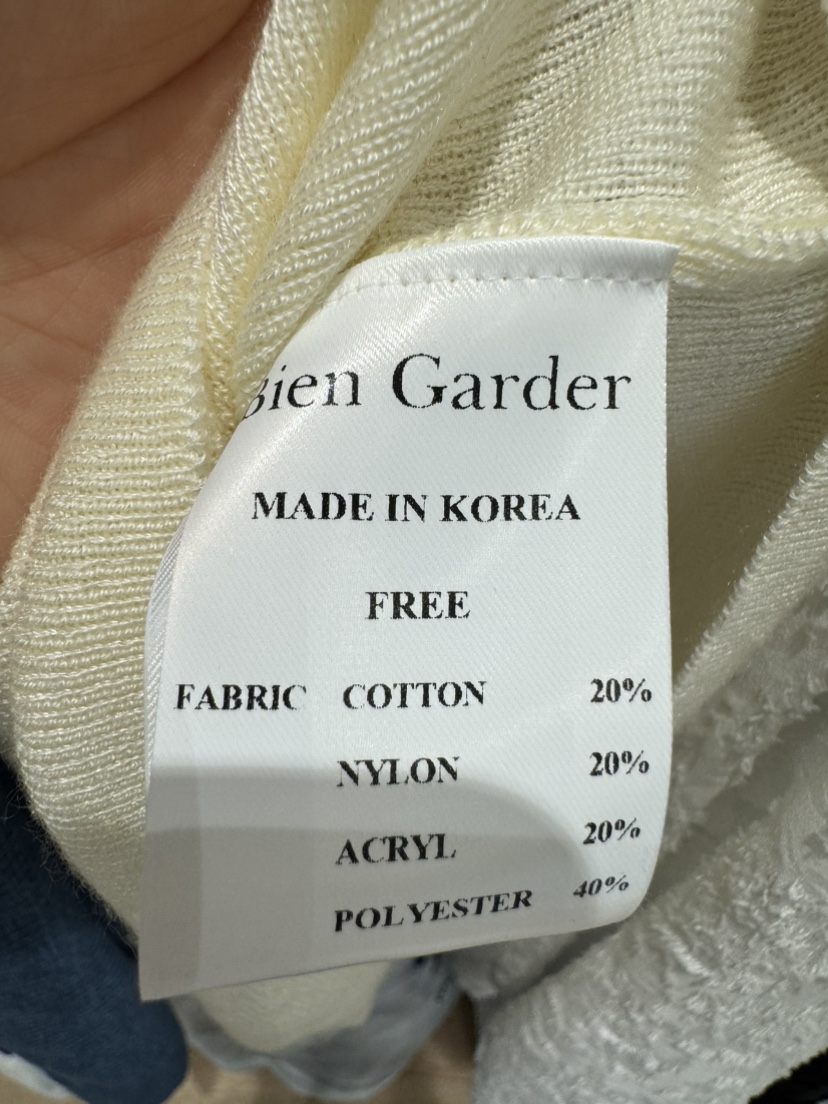 Bien Garder
MADE IN KOREA
FREE
FABRIC COTTON 20%
NYLON 20%
ACRYL 20%
POLYESTER 40%